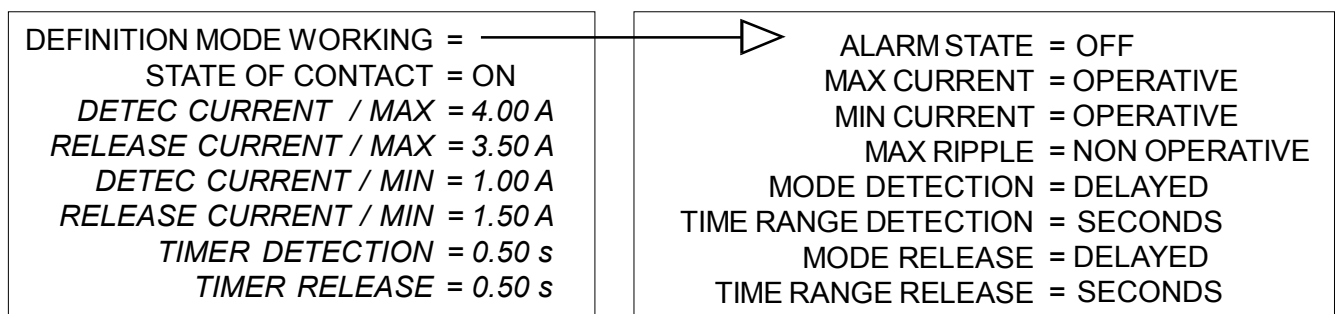 DEFINITION MODE WORKING =
STATE OF CONTACT = ON
DETEC CURRENT / MAX = 4.00 A
RELEASE CURRENT / MAX = 3.50 A
DETEC CURRENT / MIN = 1.00 A
RELEASE CURRENT / MIN = 1.50 A
TIMER DETECTION = 0.50 s
TIMER RELEASE = 0.50 s
ALARM STATE = OFF
MAX CURRENT = OPERATIVE
MIN CURRENT = OPERATIVE
MAX RIPPLE = NON OPERATIVE
MODE DETECTION = DELAYED
TIME RANGE DETECTION = SECONDS
MODE RELEASE = DELAYED
TIME RANGE RELEASE = SECONDS